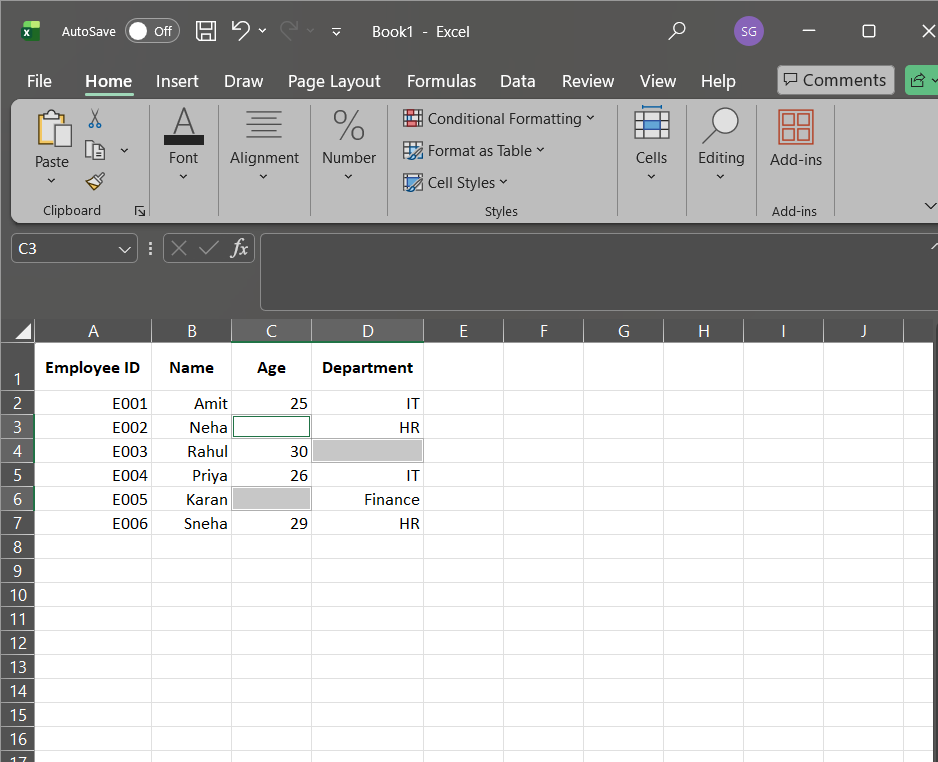 AutoSave Off Book1 - Excel SG
File Home Insert Draw Page Layout Formulas Data Review View Help Comments
Paste
Clipboard
Font
Alignment
%
Number
Conditional Formatting
Format as Table
Cell Styles
Styles
Cells
Editing
Add-ins
Add-ins
C3 fx
A B C D E F G H I J
1 Employee ID Name Age Department
2 E001 Amit 25 IT
3 E002 Neha HR
4 E003 Rahul 30
5 E004 Priya 26 IT
6 E005 Karan Finance
7 E006 Sneha 29 HR
8
9
10
11
12
13
14
15
16
17